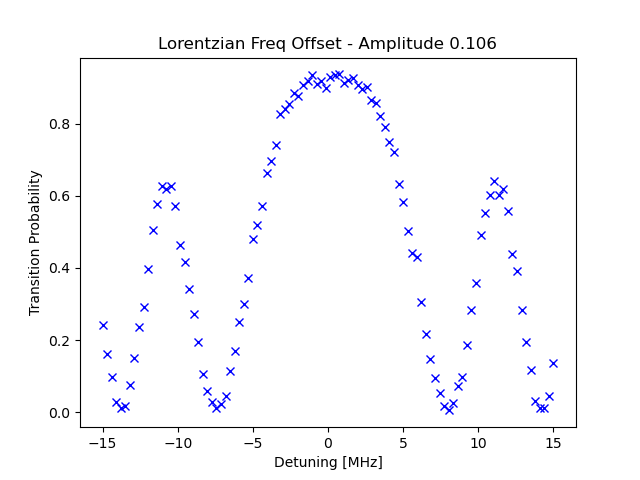 Lorentzian Freq Offset - Amplitude 0.106
Transition Probability
0.8
0.6
0.4
0.2
0.0
−15 −10 −5 0 5 10 15
Detuning [MHz]